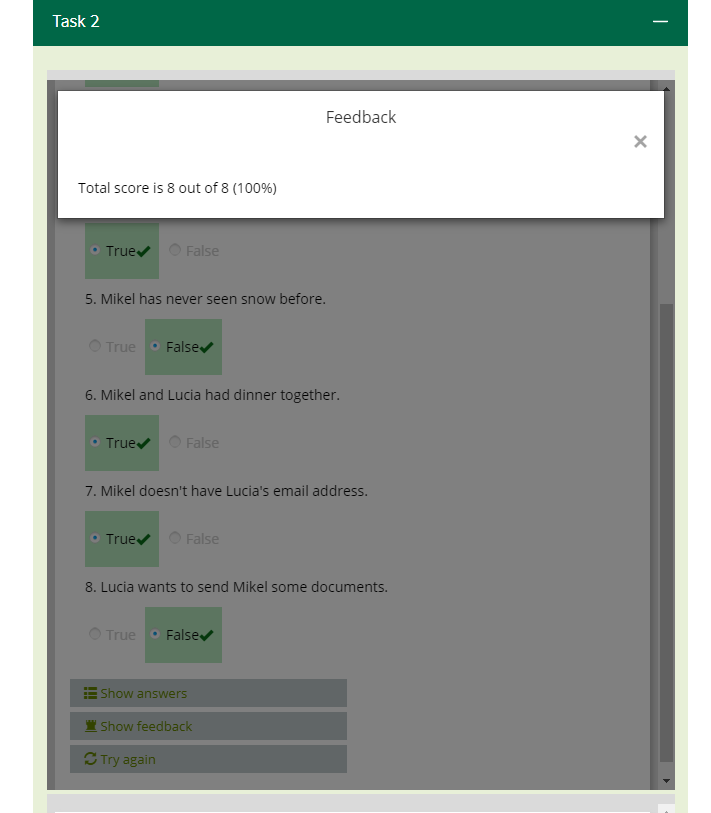 Task 2
Feedback
Total score is 8 out of 8 (100%)
True False
5. Mikel has never seen snow before.
True False
6. Mikel and Lucia had dinner together.
True False
7. Mikel doesn't have Lucia's email address.
True False
8. Lucia wants to send Mikel some documents.
True False
Show answers
Show feedback
Try again